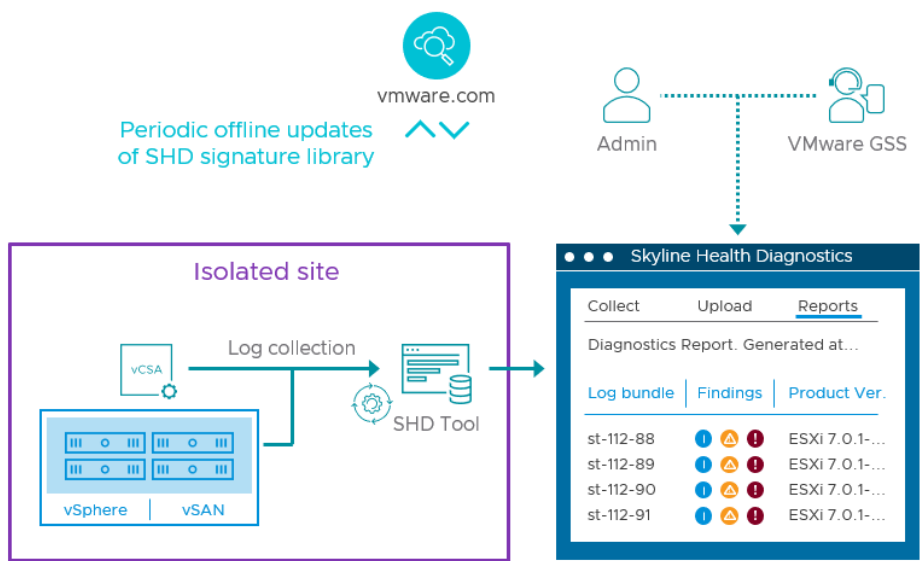 vmware.com
Periodic offline updates
of SHD signature library
Admin
VMware GSS
Isolated site
Log collection
vCSA
SHD Tool
vSphere
vSAN
Skyline Health Diagnostics
Collect Upload Reports
Diagnostics Report. Generated at...
Log bundle Findings Product Ver.
st-112-88 ESXi 7.0.1-...
st-112-89 ESXi 7.0.1-...
st-112-90 ESXi 7.0.1-...
st-112-91 ESXi 7.0.1-...